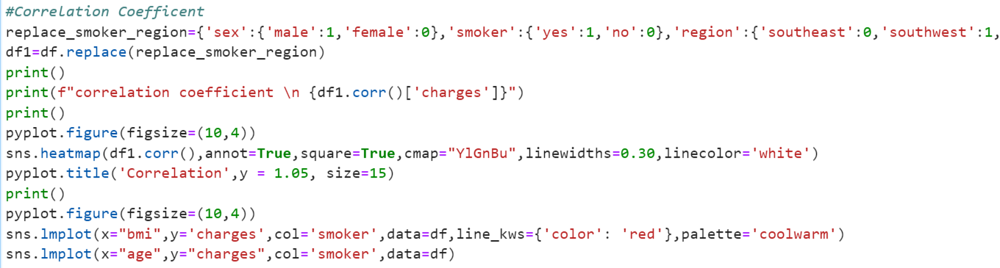 #Correlation Coefficent
replace_smoker_region={'sex':{'male':1,'female':0},'smoker':{'yes':1,'no':0},'region':{'southeast':0,'southwest':1,
df1=df.replace(replace_smoker_region)
print()
print(f"correlation coefficient \n {df1.corr()['charges']}")
print()
pyplot.figure(figsize=(10,4))
sns.heatmap(df1.corr(),annot=True,square=True,cmap="YlGnBu",linewidths=0.30,linecolor='white')
pyplot.title('Correlation',y = 1.05, size=15)
print()
pyplot.figure(figsize=(10,4))
sns.lmplot(x="bmi",y='charges',col='smoker',data=df,line_kws={'color': 'red'},palette='coolwarm')
sns.lmplot(x="age",y="charges",col='smoker',data=df)